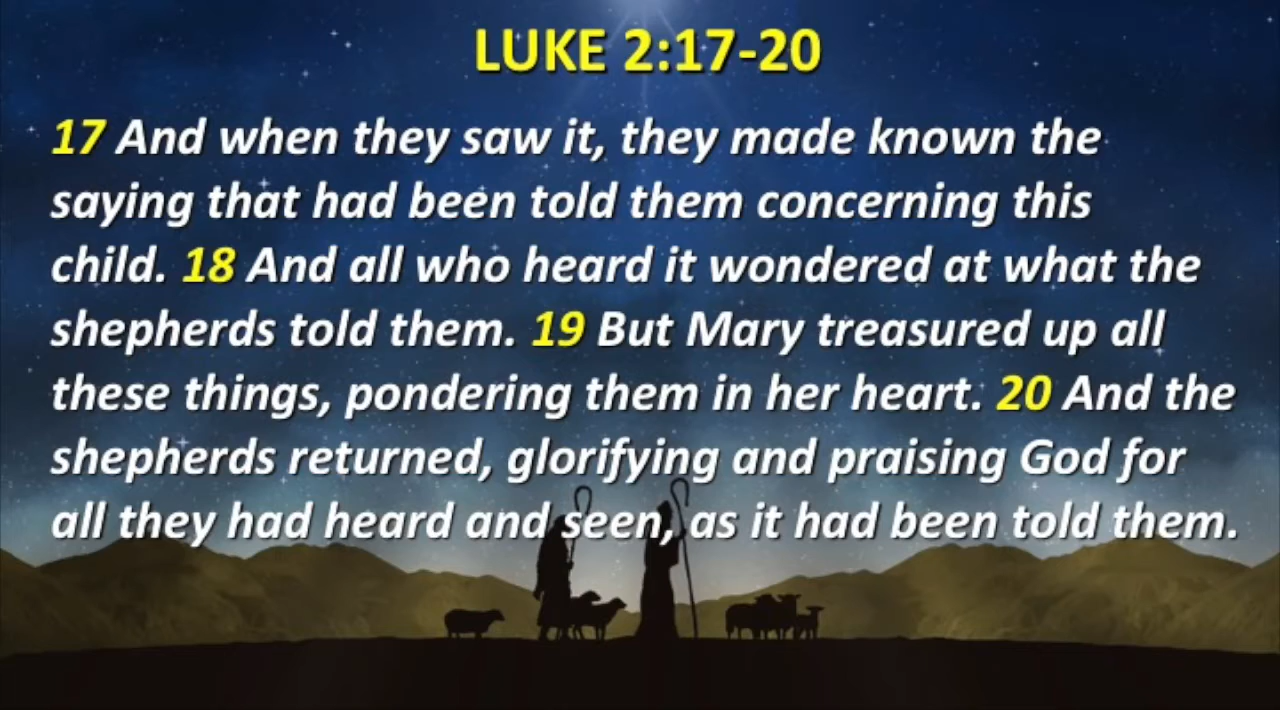 LUKE 2:17-20
17 And when they saw it, they made known the
saying that had been told them concerning this
child. 18 And all who heard it wondered at what the
shepherds told them. 19 But Mary treasured up all
these things, pondering them in her heart. 20 And the
shepherds returned, glorifying and praising God for
all they had heard and seen, as it had been told them.